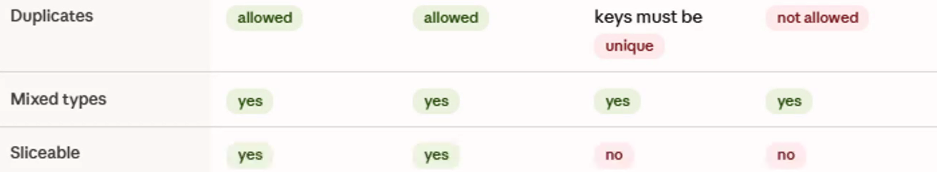 Duplicates allowed allowed keys must be not allowed
unique
Mixed types yes yes yes yes
Sliceable yes yes no no